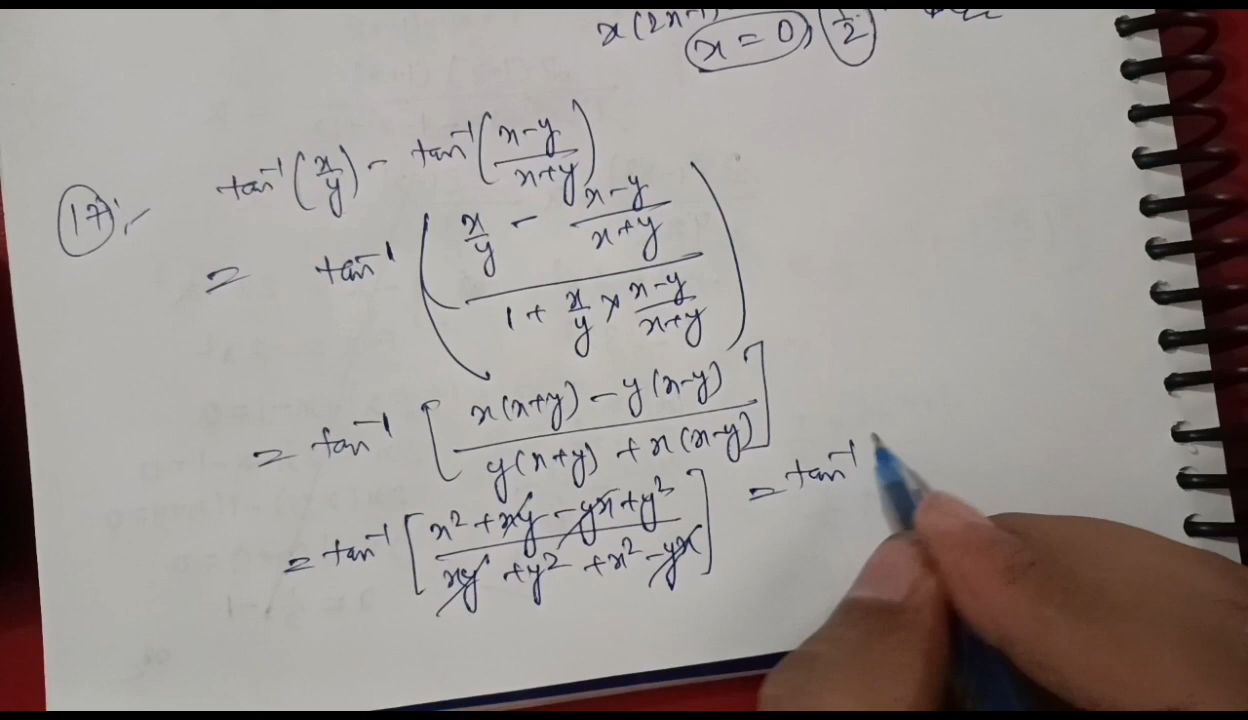 x(2x-1)
x = 0, 1/2
17:- tan⁻¹(x/y) - tan⁻¹((x-y)/(x+y))
= tan⁻¹((x/y - (x-y)/(x+y))/(1 + x/y × (x-y)/(x+y)))
= tan⁻¹[(x(x+y) - y(x-y))/(y(x+y) + x(x-y))]
= tan⁻¹[(x² + xy - yx + y²)/(xy + y² + x² - yx)] = tan⁻¹